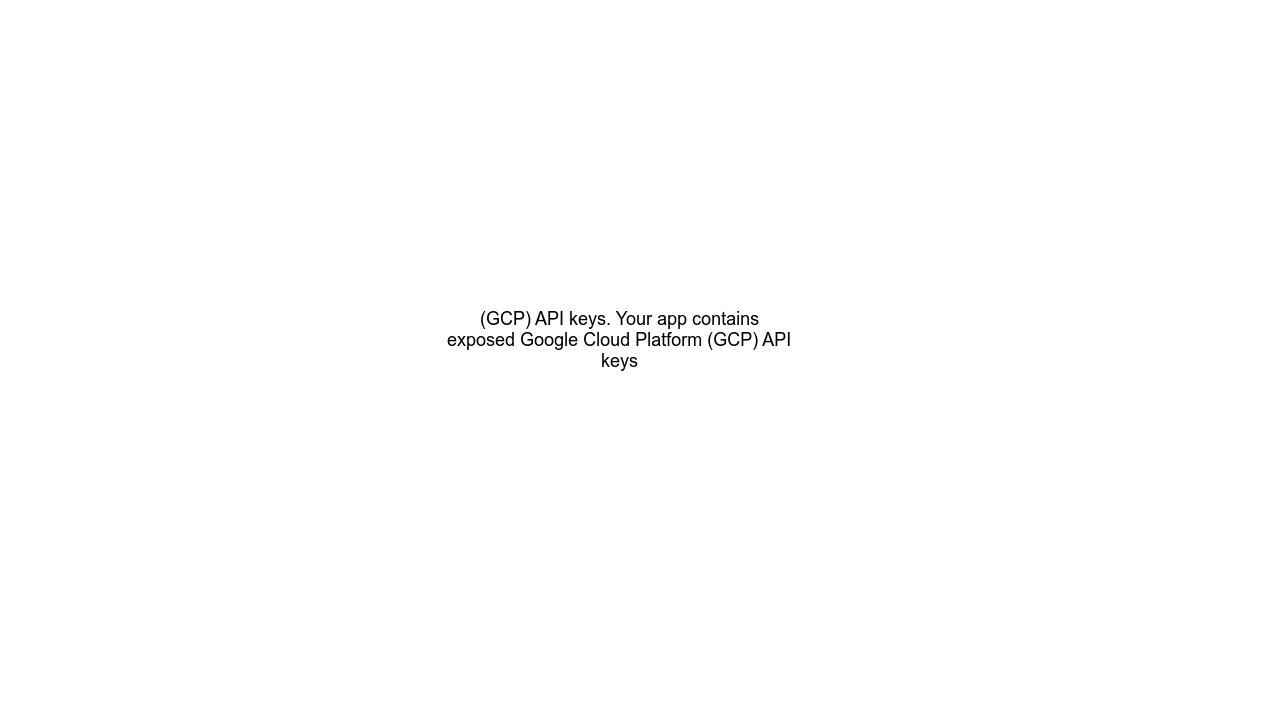 (GCP) API keys. Your app contains
exposed Google Cloud Platform (GCP) API
keys